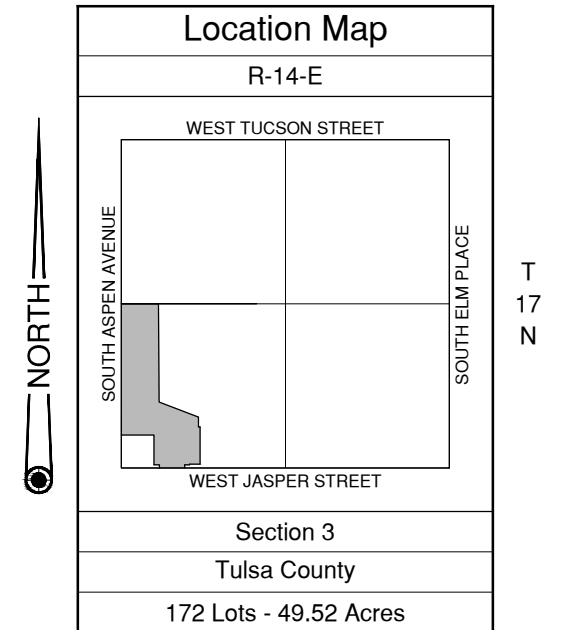 Location Map
R-14-E
WEST TUCSON STREET
SOUTH ASPEN AVENUE
SOUTH ELM PLACE
WEST JASPER STREET
NORTH
T
17
N
Section 3
Tulsa County
172 Lots - 49.52 Acres